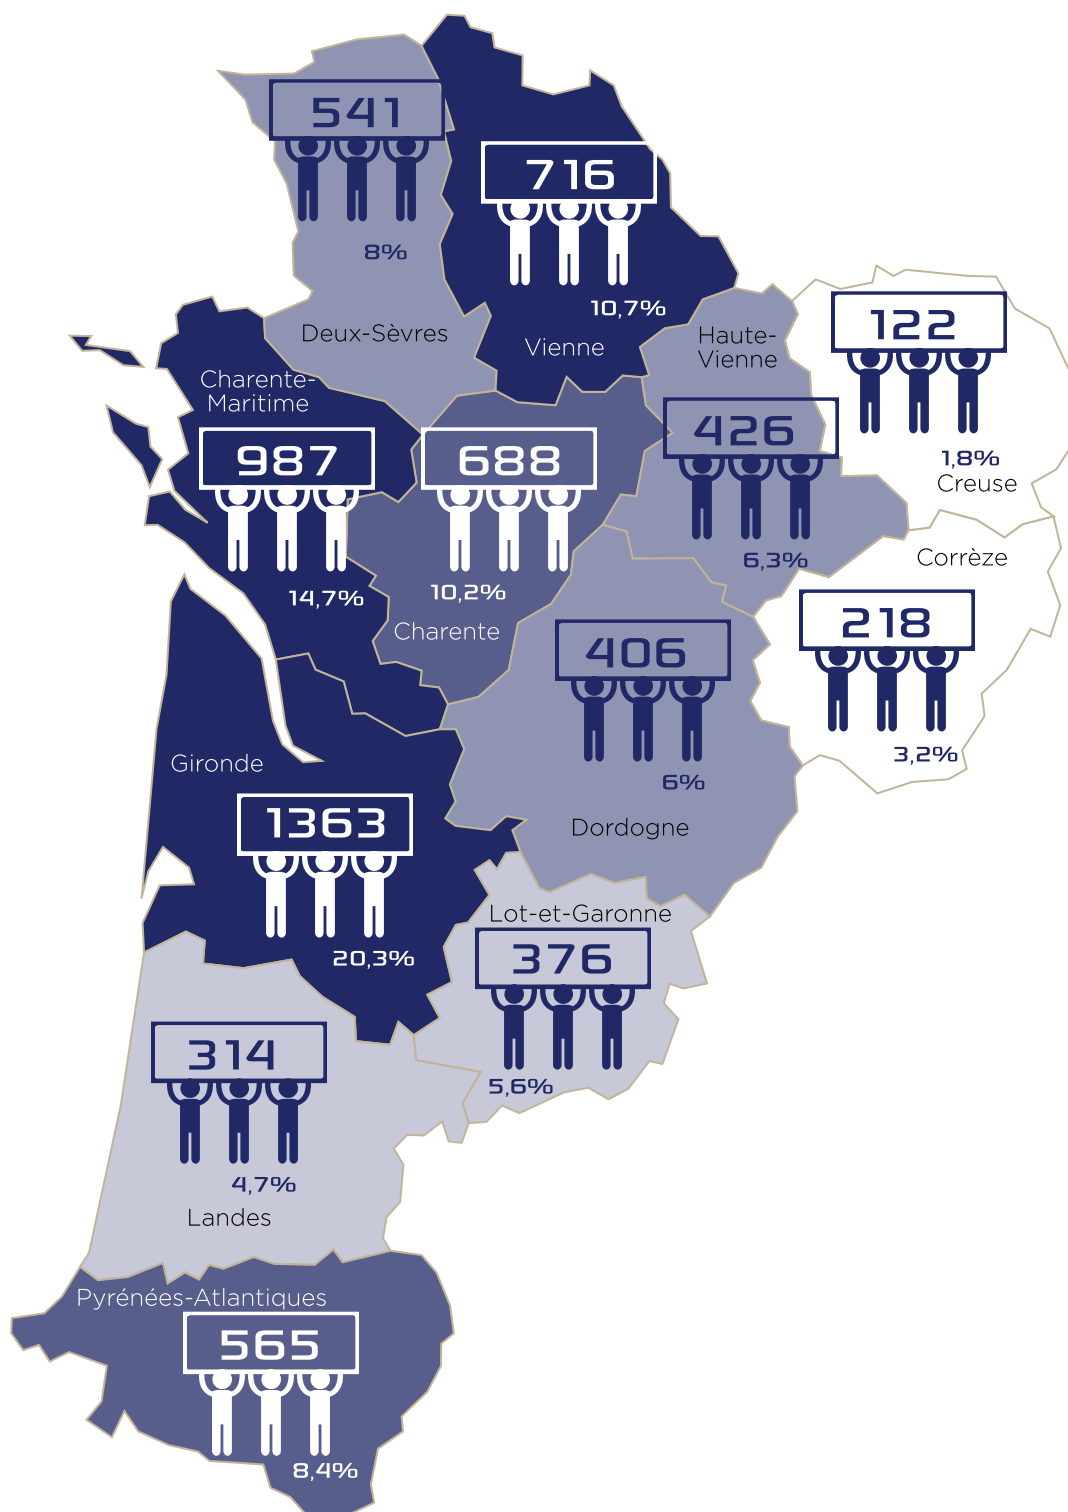 541
8%
Deux-Sèvres
716
10,7%
Vienne
Haute-
Vienne
426
6,3%
122
1,8%
Creuse
Charente-
Maritime
987
14,7%
688
10,2%
Charente
Corrèze
218
3,2%
406
6%
Dordogne
Gironde
1363
20,3%
Lot-et-Garonne
376
5,6%
314
4,7%
Landes
Pyrénées-Atlantiques
565
8,4%